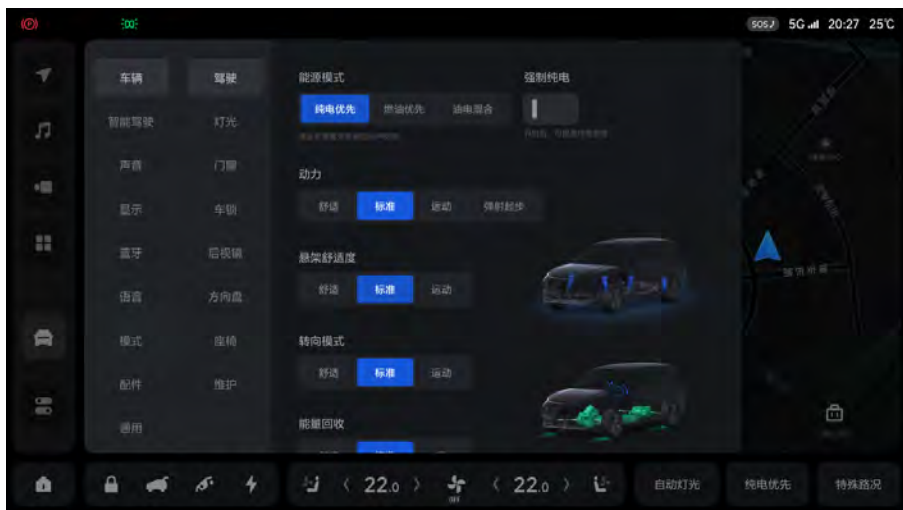 SOS 5G 20:27 25℃
车辆 驾驶
智能驾驶 灯光
声音 门窗
显示 车锁
蓝牙 后视镜
语言 方向盘
模式 座椅
配件 维护
通用
能源模式 强制纯电
纯电优先 燃油优先 油电混合
动力
舒适 标准 运动 弹射起步
悬架舒适度
舒适 标准 运动
转向模式
舒适 标准 运动
能量回收
22.0 OFF 22.0 自动灯光 纯电优先 特殊路况